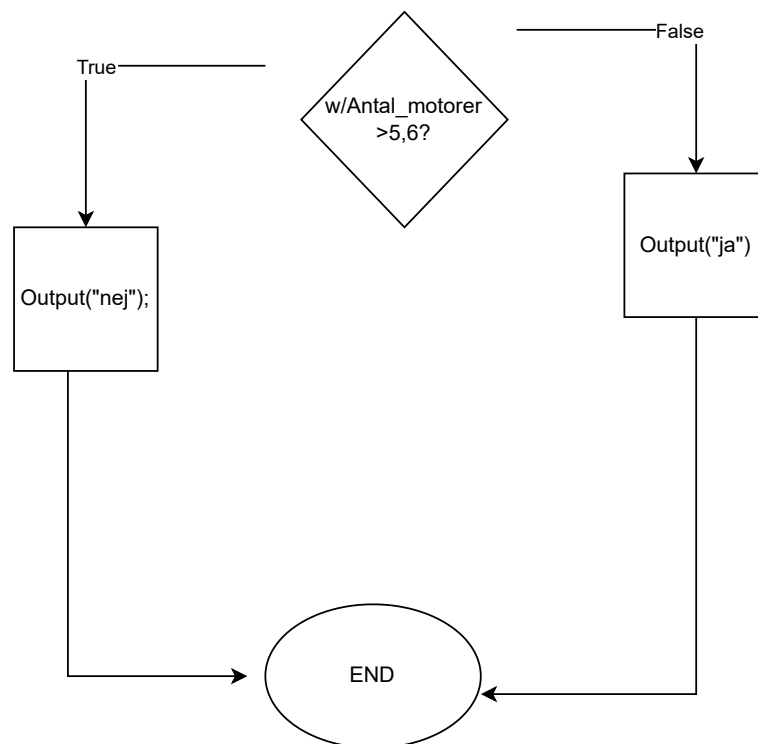 False
True
w/Antal_motorer
>5,6?
Output("ja")
Output("nej");
END